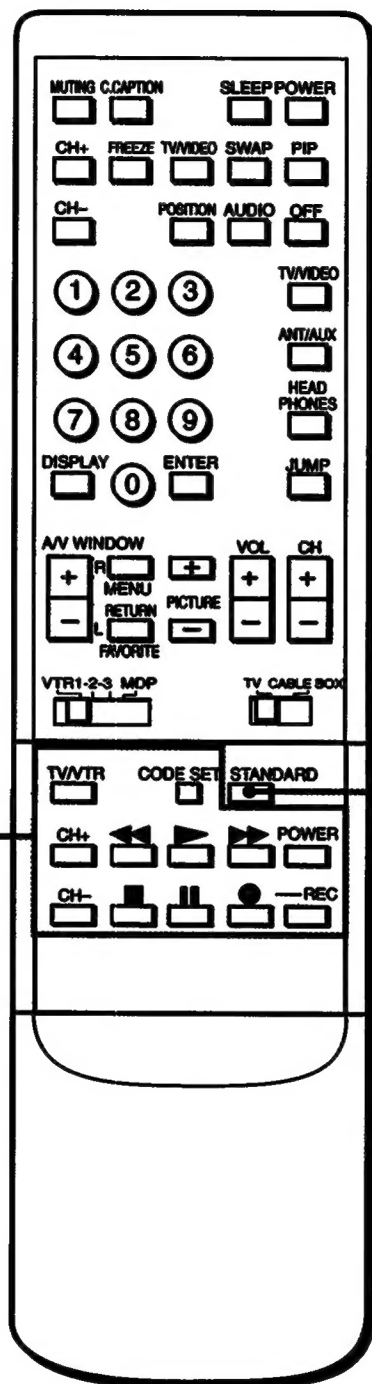 MUTING C.CAPTION SLEEP POWER
CH+ FREEZE TV/VIDEO SWAP PIP
CH− POSITION AUDIO OFF
1 2 3 TV/VIDEO
4 5 6 ANT/AUX
7 8 9 HEAD
PHONES
DISPLAY 0 ENTER JUMP
A/V WINDOW VOL CH
+ R + + +
MENU PICTURE
− L RETURN − − −
FAVORITE
VTR1-2-3 MDP TV CABLE BOX
TV/VTR CODE SET STANDARD
CH+ ◀◀ ▶ ▶▶ POWER
CH− ■ II ● —REC